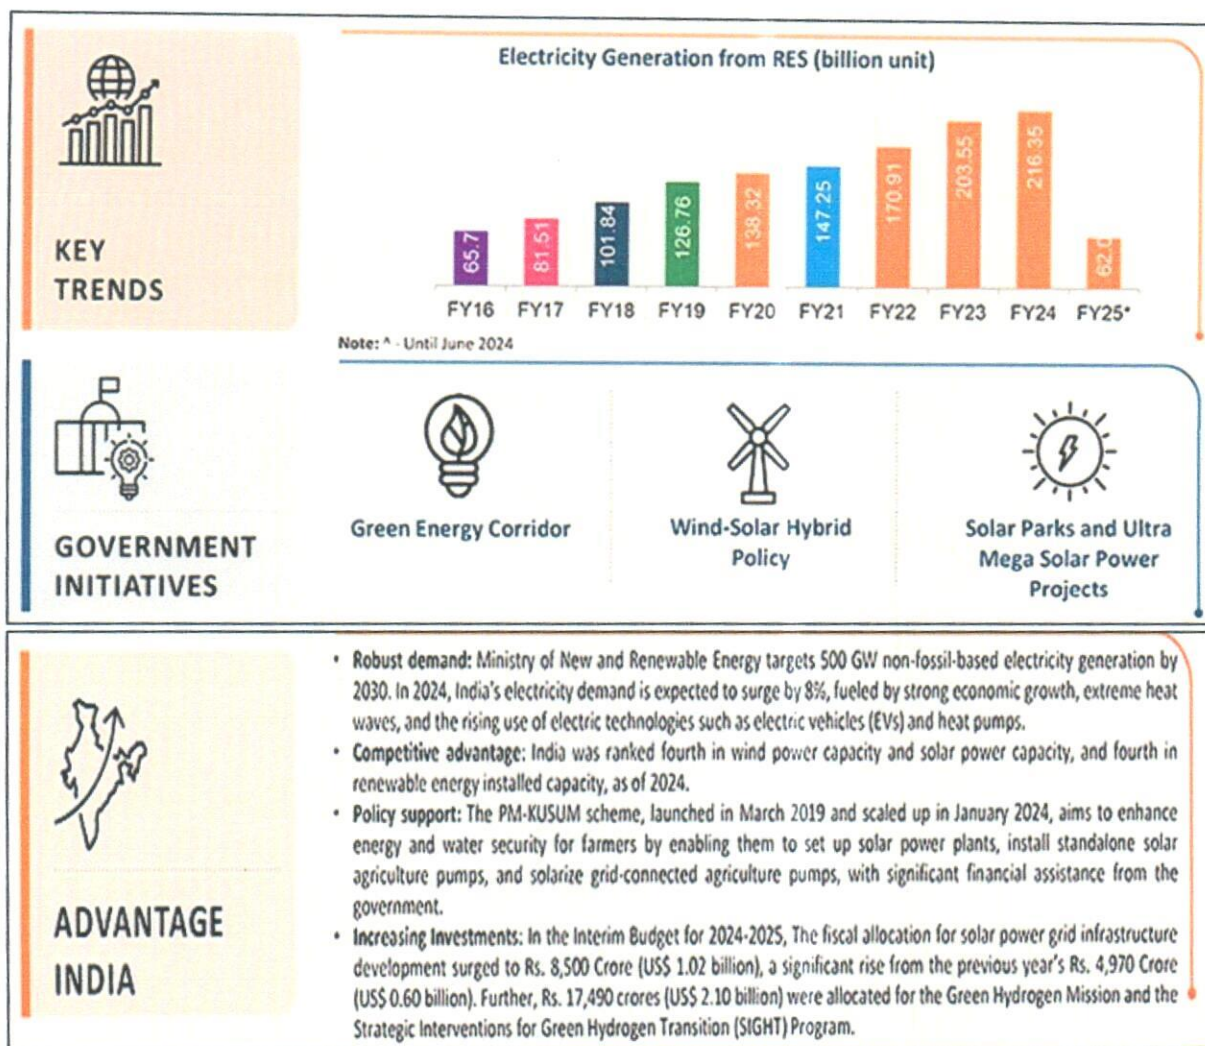 Electricity Generation from RES (billion unit)
65.7
81.51
101.84
126.76
138.32
147.25
170.91
203.55
216.35
62.0
FY16 FY17 FY18 FY19 FY20 FY21 FY22 FY23 FY24 FY25*
KEY
TRENDS
Note: ^ - Until June 2024
Green Energy Corridor
Wind-Solar Hybrid
Policy
Solar Parks and Ultra
Mega Solar Power
Projects
GOVERNMENT
INITIATIVES
• Robust demand: Ministry of New and Renewable Energy targets 500 GW non-fossil-based electricity generation by
2030. In 2024, India's electricity demand is expected to surge by 8%, fueled by strong economic growth, extreme heat
waves, and the rising use of electric technologies such as electric vehicles (EVs) and heat pumps.
• Competitive advantage: India was ranked fourth in wind power capacity and solar power capacity, and fourth in
renewable energy installed capacity, as of 2024.
• Policy support: The PM-KUSUM scheme, launched in March 2019 and scaled up in January 2024, aims to enhance
energy and water security for farmers by enabling them to set up solar power plants, install standalone solar
agriculture pumps, and solarize grid-connected agriculture pumps, with significant financial assistance from the
government.
• Increasing Investments: In the Interim Budget for 2024-2025, The fiscal allocation for solar power grid infrastructure
development surged to Rs. 8,500 Crore (US$ 1.02 billion), a significant rise from the previous year's Rs. 4,970 Crore
(US$ 0.60 billion). Further, Rs. 17,490 crores (US$ 2.10 billion) were allocated for the Green Hydrogen Mission and the
Strategic Interventions for Green Hydrogen Transition (SIGHT) Program.
ADVANTAGE
INDIA